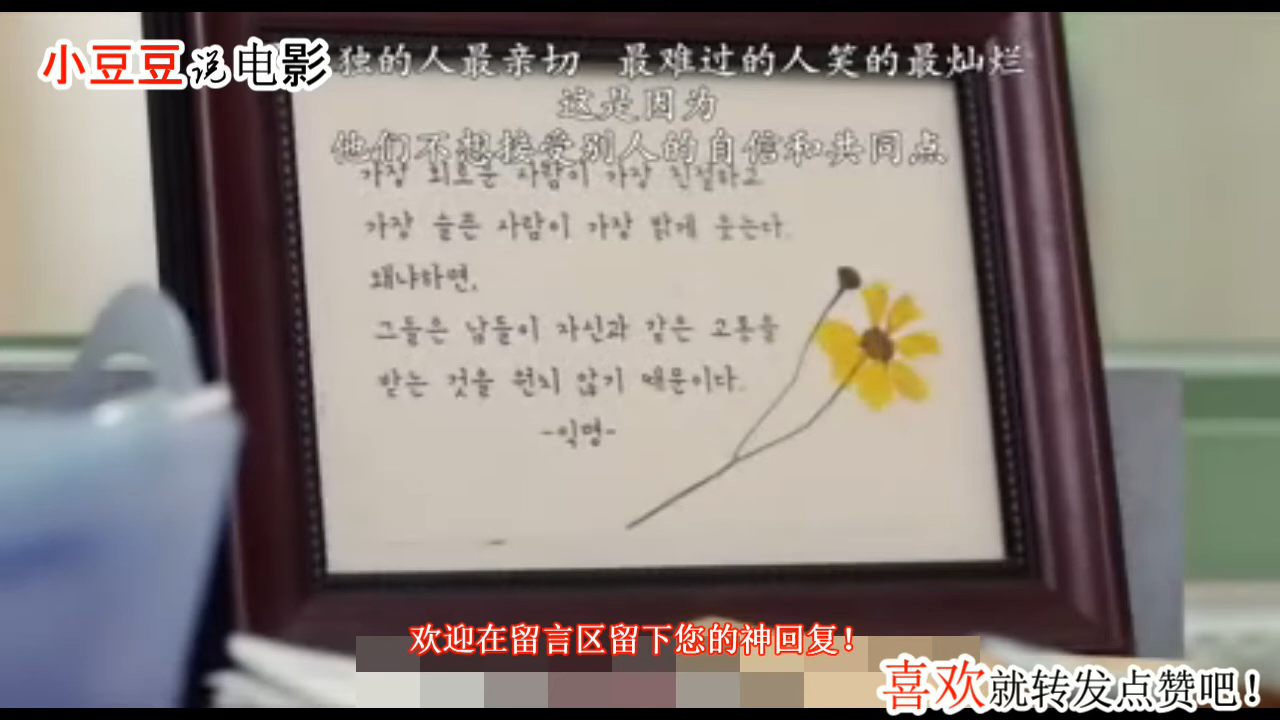 小豆豆说电影
独的人最亲切 最难过的人笑的最灿烂
这是因为
他们不想接受别人的自信和共同点
가장 외로운 사람이 가장 친절하고
가장 슬픈 사람이 가장 밝게 웃는다.
왜냐하면,
그들은 남들이 자신과 같은 고통을
받는 것을 원치 않기 때문이다.
-익명-
欢迎在留言区留下您的神回复!
喜欢就转发点赞吧!